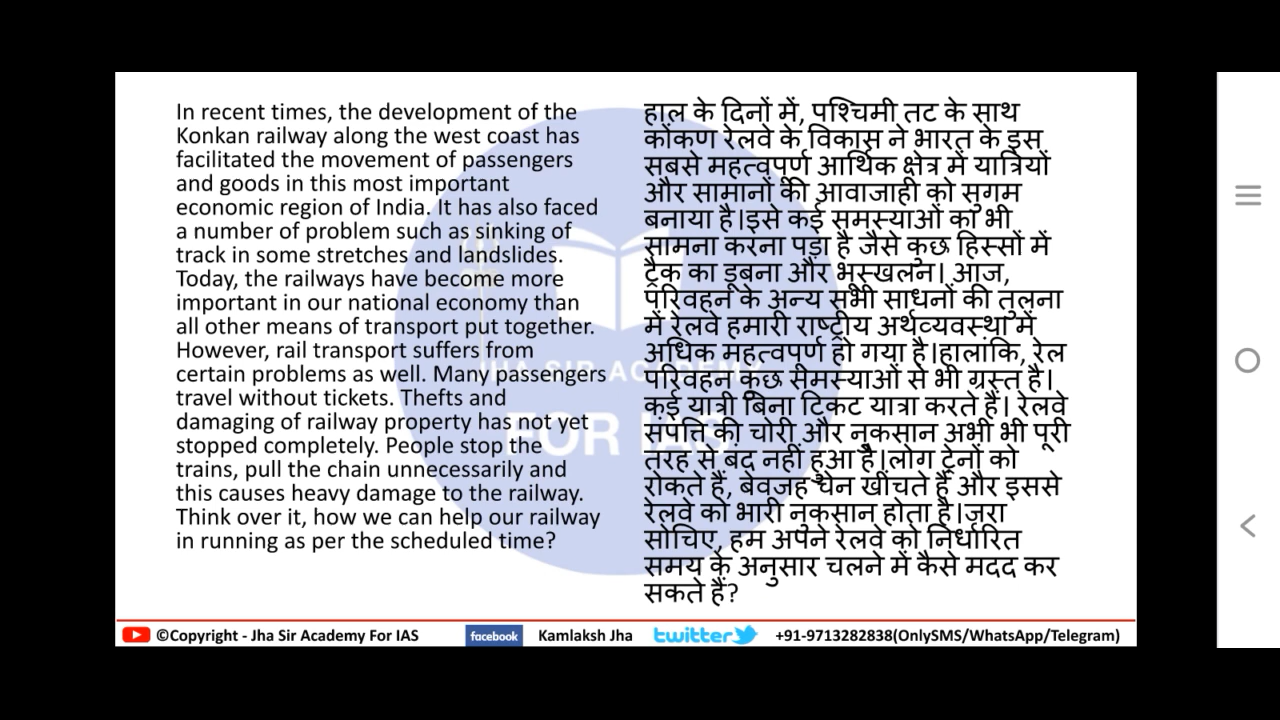 In recent times, the development of the
Konkan railway along the west coast has
facilitated the movement of passengers
and goods in this most important
economic region of India. It has also faced
a number of problem such as sinking of
track in some stretches and landslides.
Today, the railways have become more
important in our national economy than
all other means of transport put together.
However, rail transport suffers from
certain problems as well. Many passengers
travel without tickets. Thefts and
damaging of railway property has not yet
stopped completely. People stop the
trains, pull the chain unnecessarily and
this causes heavy damage to the railway.
Think over it, how we can help our railway
in running as per the scheduled time?
हाल के दिनों में, पश्चिमी तट के साथ
कोंकण रेलवे के विकास ने भारत के इस
सबसे महत्वपूर्ण आर्थिक क्षेत्र में यात्रियों
और सामानों की आवाजाही को सुगम
बनाया है।इसे कई समस्याओं का भी
सामना करना पड़ा है जैसे कुछ हिस्सों में
ट्रैक का डूबना और भूस्खलन। आज,
परिवहन के अन्य सभी साधनों की तुलना
में रेलवे हमारी राष्ट्रीय अर्थव्यवस्था में
अधिक महत्वपूर्ण हो गया है।हालांकि, रेल
परिवहन कुछ समस्याओं से भी ग्रस्त है।
कई यात्री बिना टिकट यात्रा करते हैं। रेलवे
संपत्ति की चोरी और नुकसान अभी भी पूरी
तरह से बंद नहीं हुआ है।लोग ट्रेनों को
रोकते हैं, बेवजह चेन खींचते हैं और इससे
रेलवे को भारी नुकसान होता है।ज़रा
सोचिए, हम अपने रेलवे को निर्धारित
समय के अनुसार चलने में कैसे मदद कर
सकते हैं?
JHA SIR ACADEMY
FOR IAS
©Copyright - Jha Sir Academy For IAS facebook Kamlaksh Jha twitter +91-9713282838(OnlySMS/WhatsApp/Telegram)